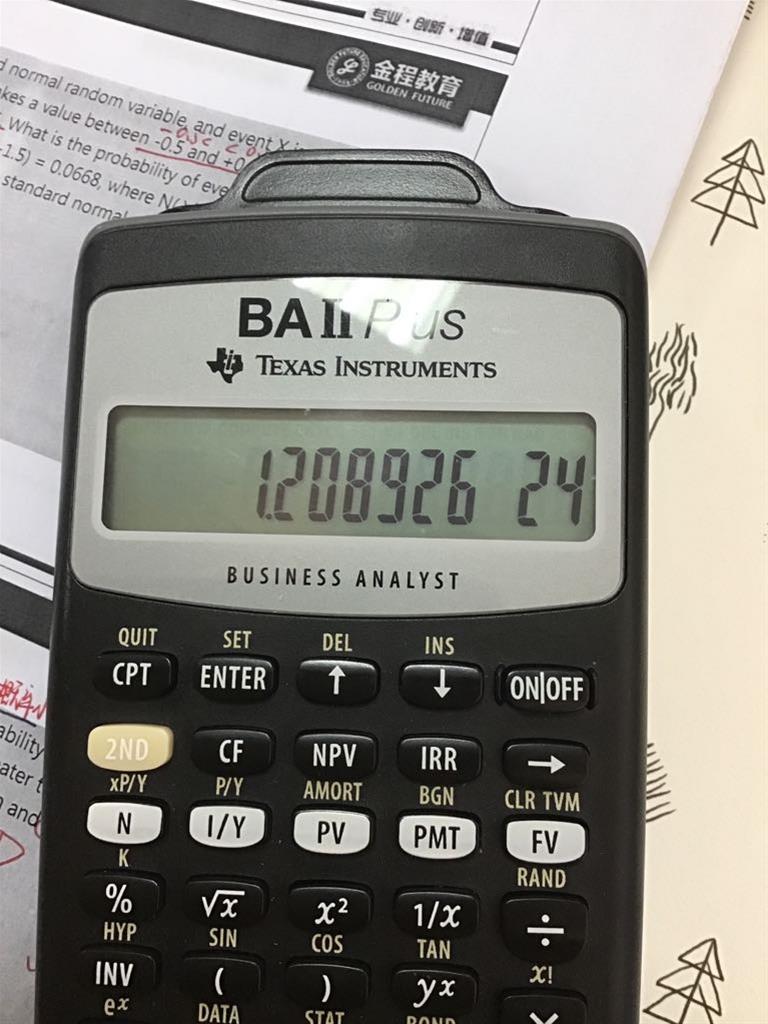 专业·创新·增值
金程教育
GOLDEN FUTURE
normal random variable, and event X
kes a value between -0.5 and +0
What is the probability of eve
-1.5) = 0.0668, where N(
standard normal
BA II Plus
TEXAS INSTRUMENTS
1.208926 24
BUSINESS ANALYST
QUIT SET DEL INS
CPT ENTER ↑ ↓ ON|OFF
2ND CF NPV IRR →
xP/Y P/Y AMORT BGN CLR TVM
N I/Y PV PMT FV
K RAND
% √x x² 1/x ÷
HYP SIN COS TAN x!
INV ( ) yx ×
ex DATA STAT BOND
ability
ater
and